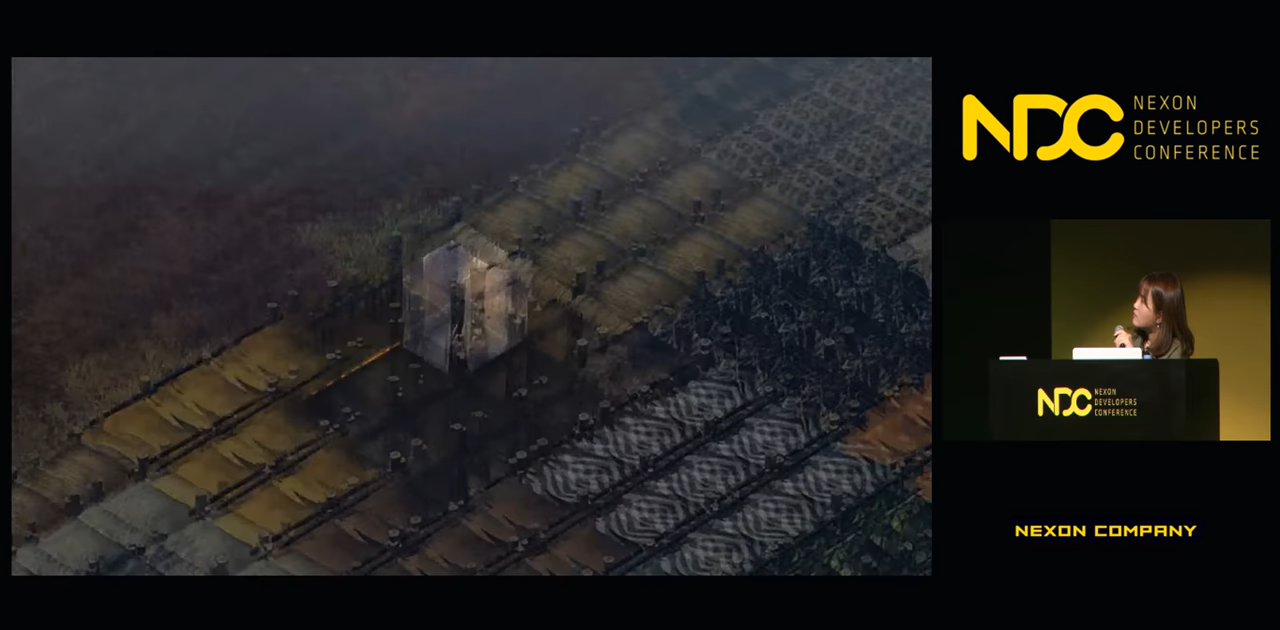 NDC
NEXON
DEVELOPERS
CONFERENCE
NDC
NEXON
DEVELOPERS
CONFERENCE
NEXON COMPANY